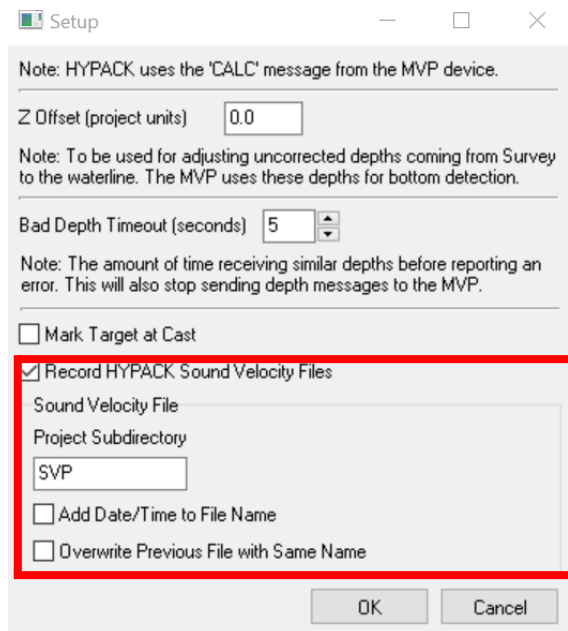 Setup
Note: HYPACK uses the 'CALC' message from the MVP device.
Z Offset (project units) 0.0
Note: To be used for adjusting uncorrected depths coming from Survey
to the waterline. The MVP uses these depths for bottom detection.
Bad Depth Timeout (seconds) 5
Note: The amount of time receiving similar depths before reporting an
error. This will also stop sending depth messages to the MVP.
Mark Target at Cast
Record HYPACK Sound Velocity Files
Sound Velocity File
Project Subdirectory
SVP
Add Date/Time to File Name
Overwrite Previous File with Same Name
OK Cancel